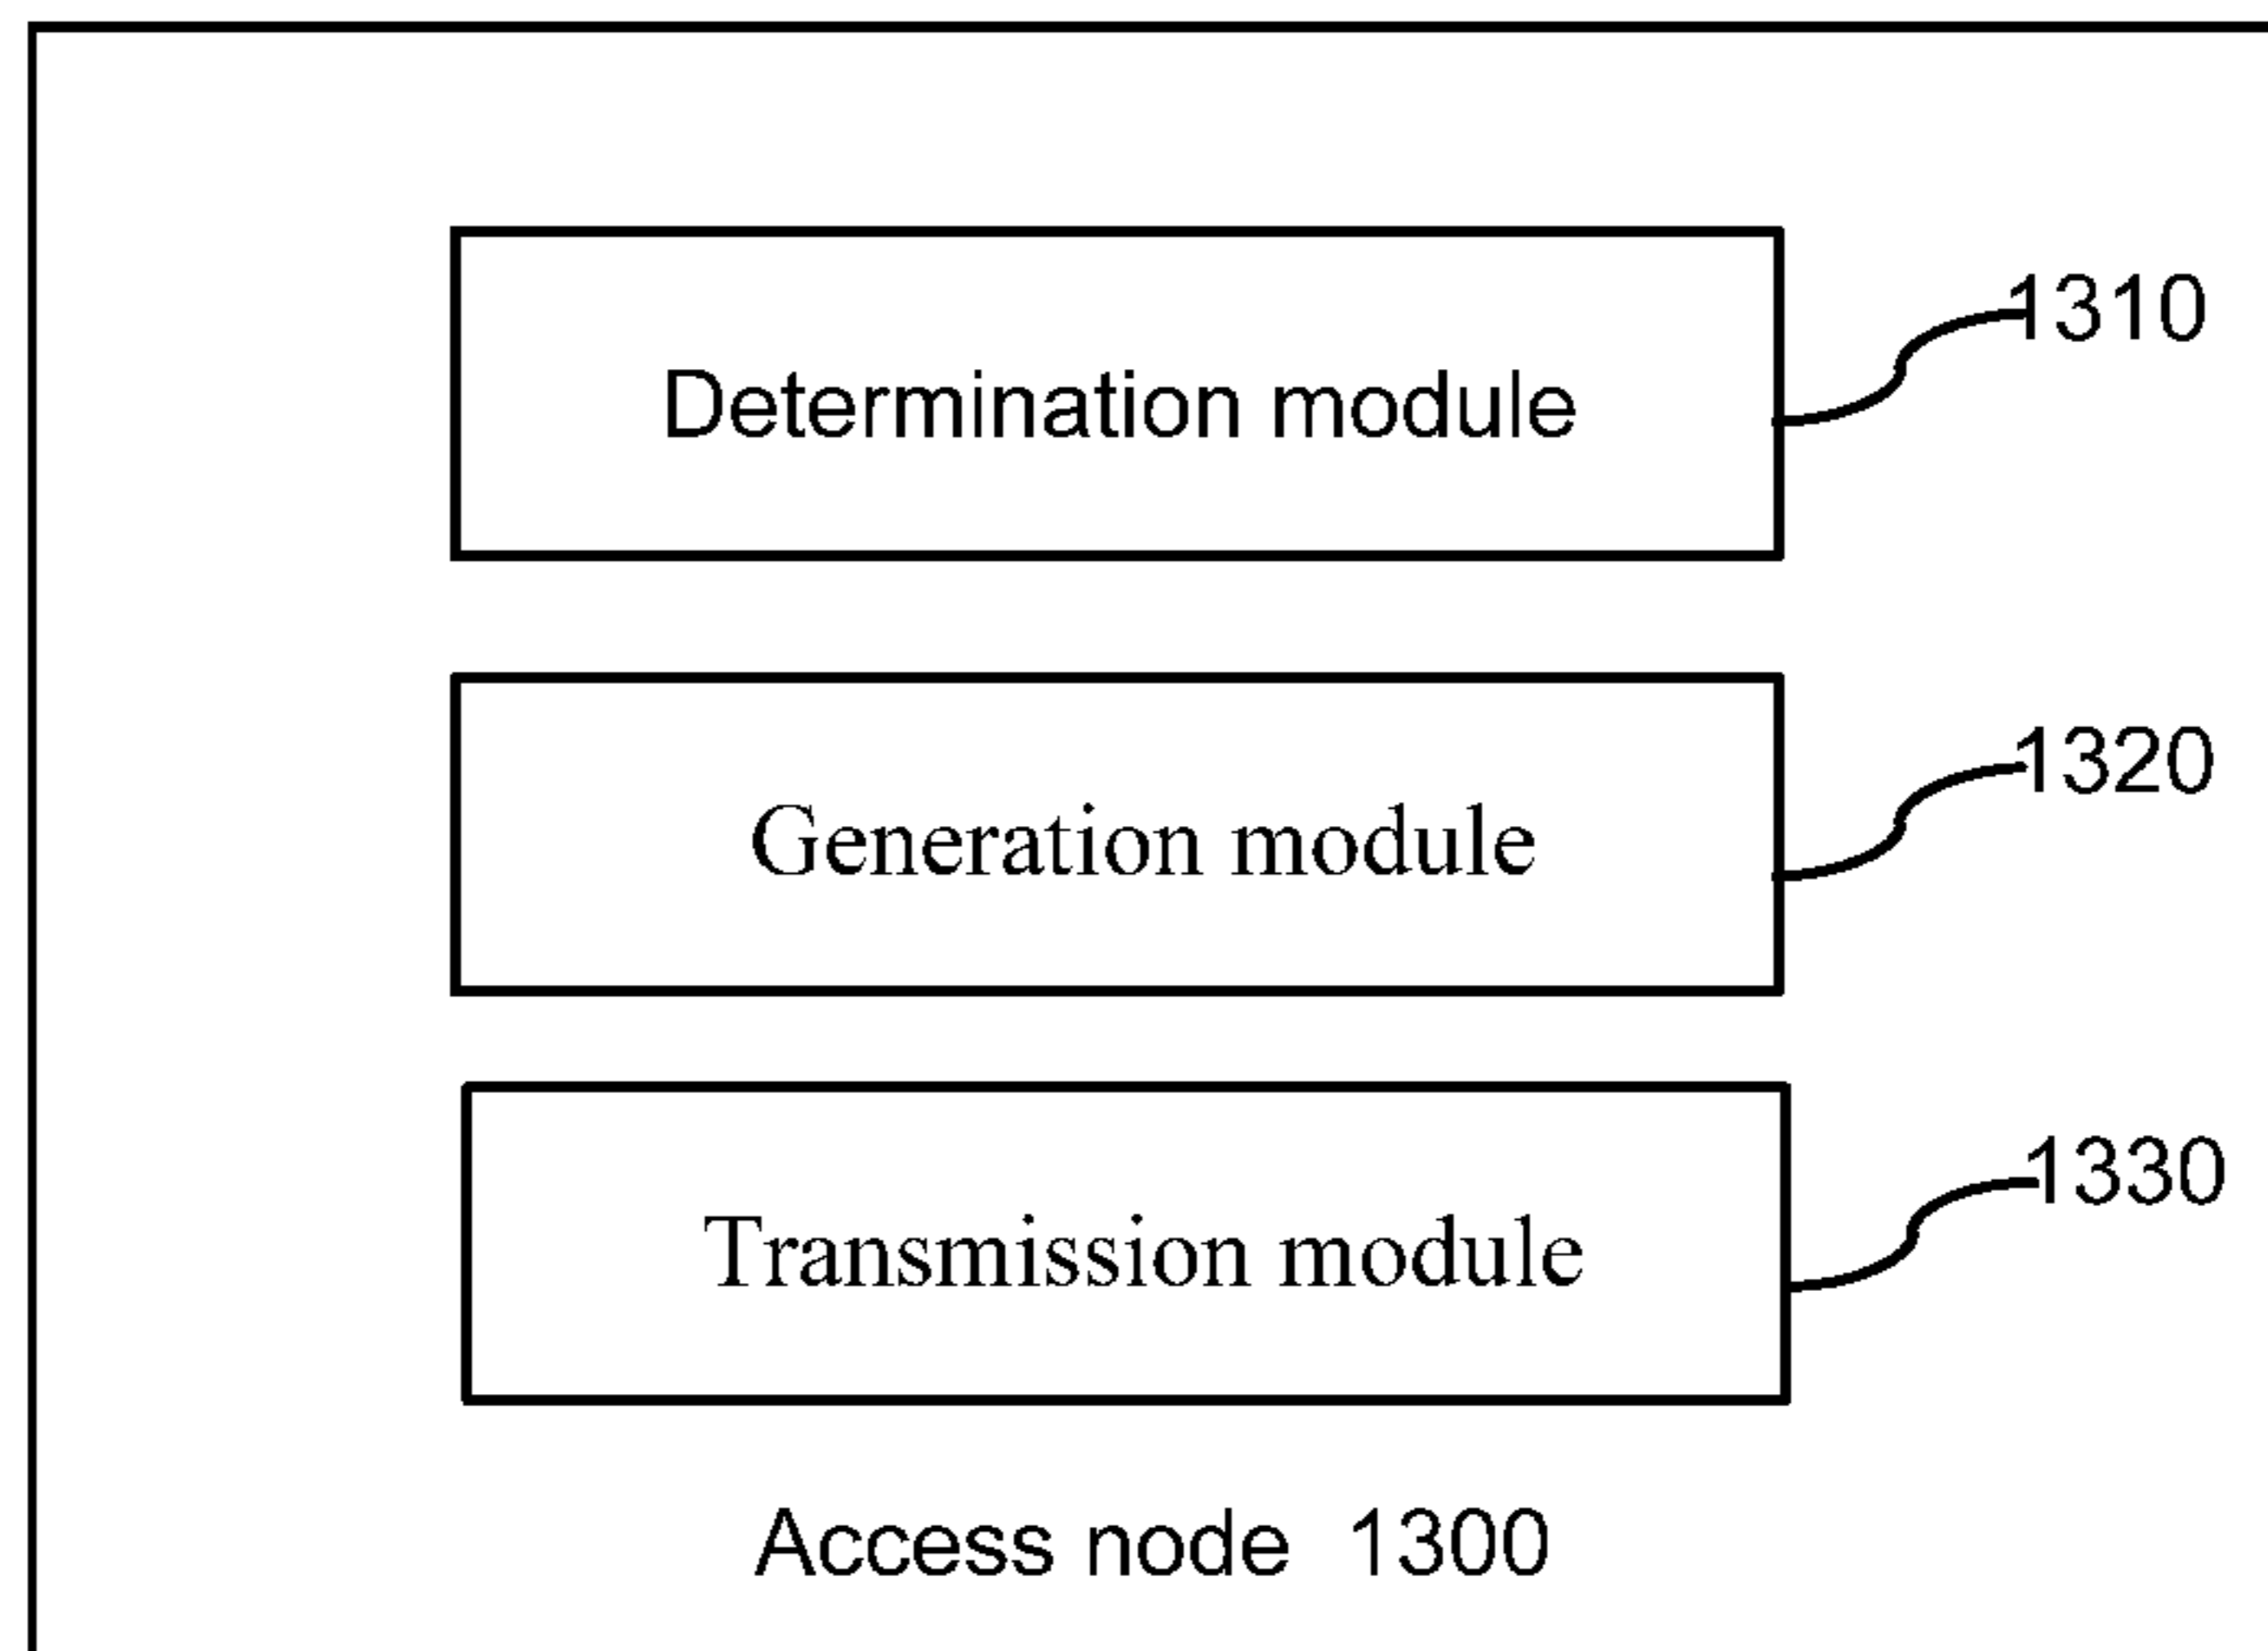 1310
Determination module
1320
Generation module
1330
Transmission module
Access node 1300